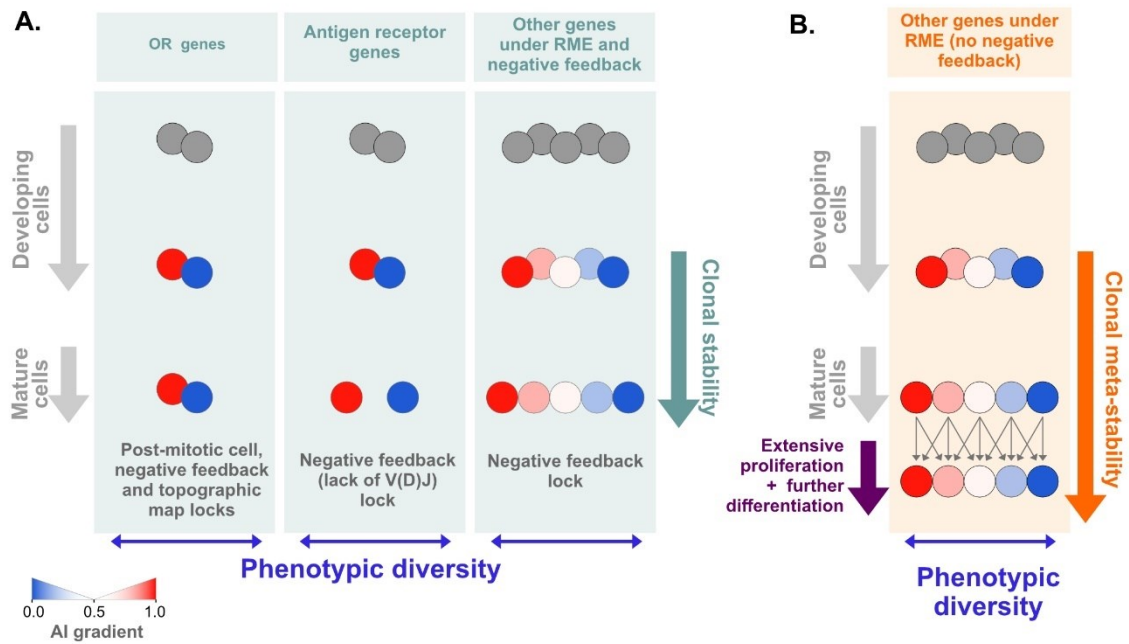 A.
OR genes
Antigen receptor
genes
Other genes
under RME and
negative feedback
Developing
cells
Mature
cells
Post-mitotic cell,
negative feedback
and topographic
map locks
Negative feedback
(lack of V(D)J)
lock
Negative feedback
lock
Clonal stability
Phenotypic diversity
0.0
0.5
1.0
AI gradient
B.
Other genes under
RME (no negative
feedback)
Developing
cells
Mature
cells
Extensive
proliferation
+ further
differentiation
Clonal meta-stability
Phenotypic
diversity